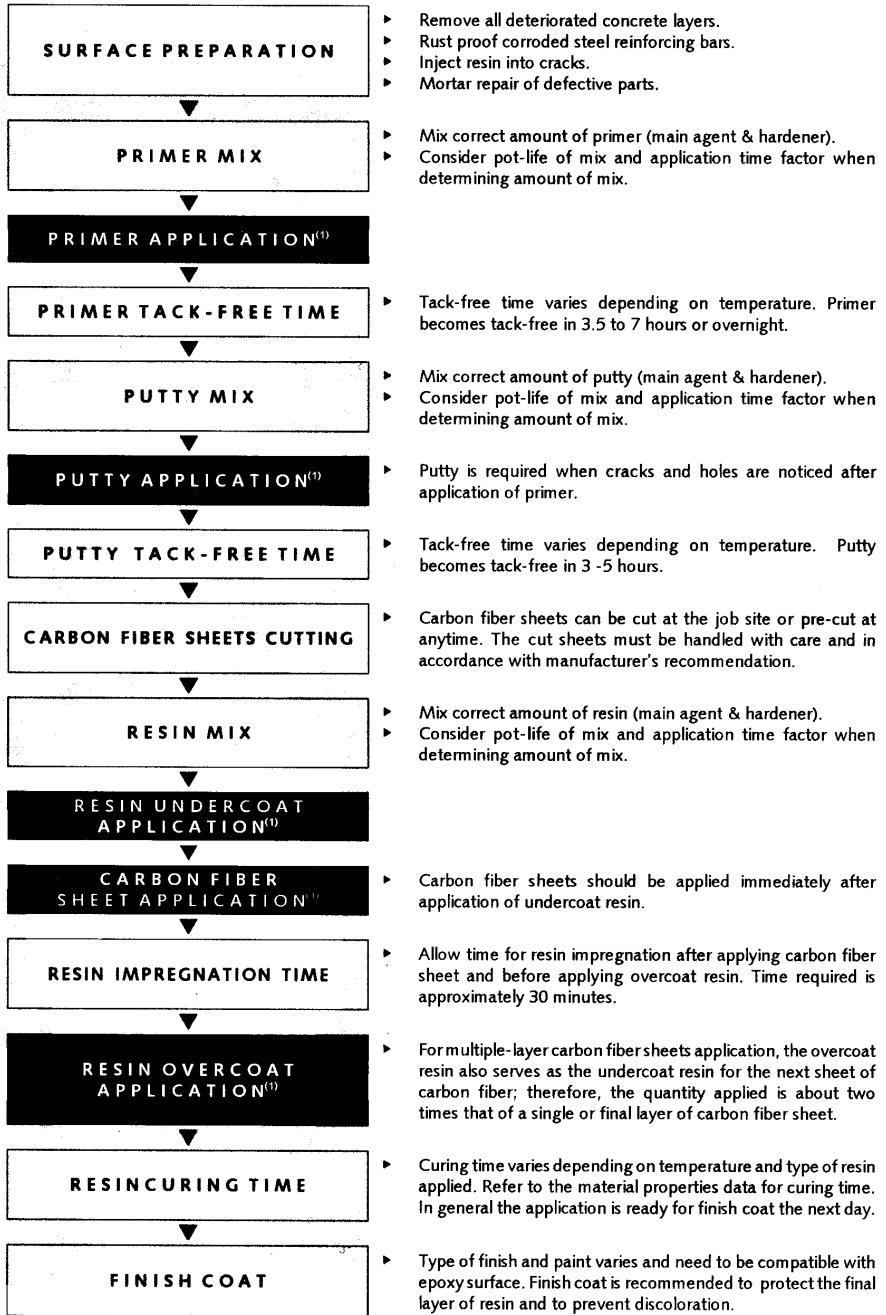 SURFACE PREPARATION
▶ Remove all deteriorated concrete layers.
▶ Rust proof corroded steel reinforcing bars.
▶ Inject resin into cracks.
▶ Mortar repair of defective parts.
PRIMER MIX
▶ Mix correct amount of primer (main agent & hardener).
▶ Consider pot-life of mix and application time factor when
determining amount of mix.
PRIMER APPLICATION(1)
PRIMER TACK-FREE TIME
▶ Tack-free time varies depending on temperature. Primer
becomes tack-free in 3.5 to 7 hours or overnight.
PUTTY MIX
▶ Mix correct amount of putty (main agent & hardener).
▶ Consider pot-life of mix and application time factor when
determining amount of mix.
PUTTY APPLICATION(1)
▶ Putty is required when cracks and holes are noticed after
application of primer.
PUTTY TACK-FREE TIME
▶ Tack-free time varies depending on temperature. Putty
becomes tack-free in 3 -5 hours.
CARBON FIBER SHEETS CUTTING
▶ Carbon fiber sheets can be cut at the job site or pre-cut at
anytime. The cut sheets must be handled with care and in
accordance with manufacturer's recommendation.
RESIN MIX
▶ Mix correct amount of resin (main agent & hardener).
▶ Consider pot-life of mix and application time factor when
determining amount of mix.
RESIN UNDERCOAT
APPLICATION(1)
CARBON FIBER
SHEET APPLICATION(1)
▶ Carbon fiber sheets should be applied immediately after
application of undercoat resin.
RESIN IMPREGNATION TIME
▶ Allow time for resin impregnation after applying carbon fiber
sheet and before applying overcoat resin. Time required is
approximately 30 minutes.
RESIN OVERCOAT
APPLICATION(1)
▶ For multiple-layer carbon fiber sheets application, the overcoat
resin also serves as the undercoat resin for the next sheet of
carbon fiber; therefore, the quantity applied is about two
times that of a single or final layer of carbon fiber sheet.
RESIN CURING TIME
▶ Curing time varies depending on temperature and type of resin
applied. Refer to the material properties data for curing time.
In general the application is ready for finish coat the next day.
FINISH COAT
▶ Type of finish and paint varies and need to be compatible with
epoxy surface. Finish coat is recommended to protect the final
layer of resin and to prevent discoloration.